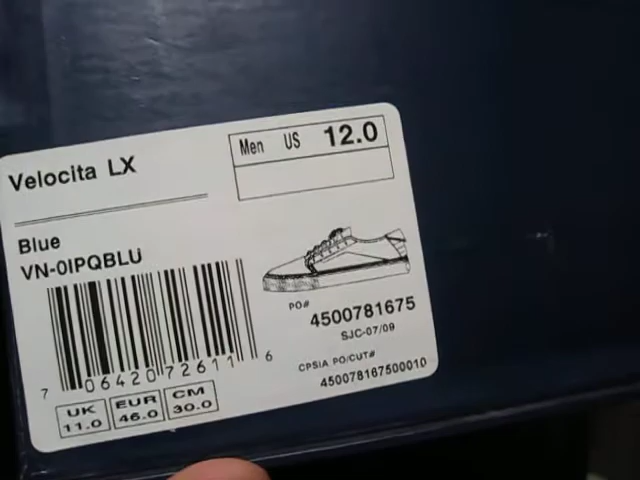 Velocita LX
Men US 12.0
Blue
VN-0IPQBLU
PO# 4500781675
SJC-07/09
CPSIA PO/CUT#
450078167500010
7 06420 72611 6
UK 11.0
EUR 46.0
CM 30.0